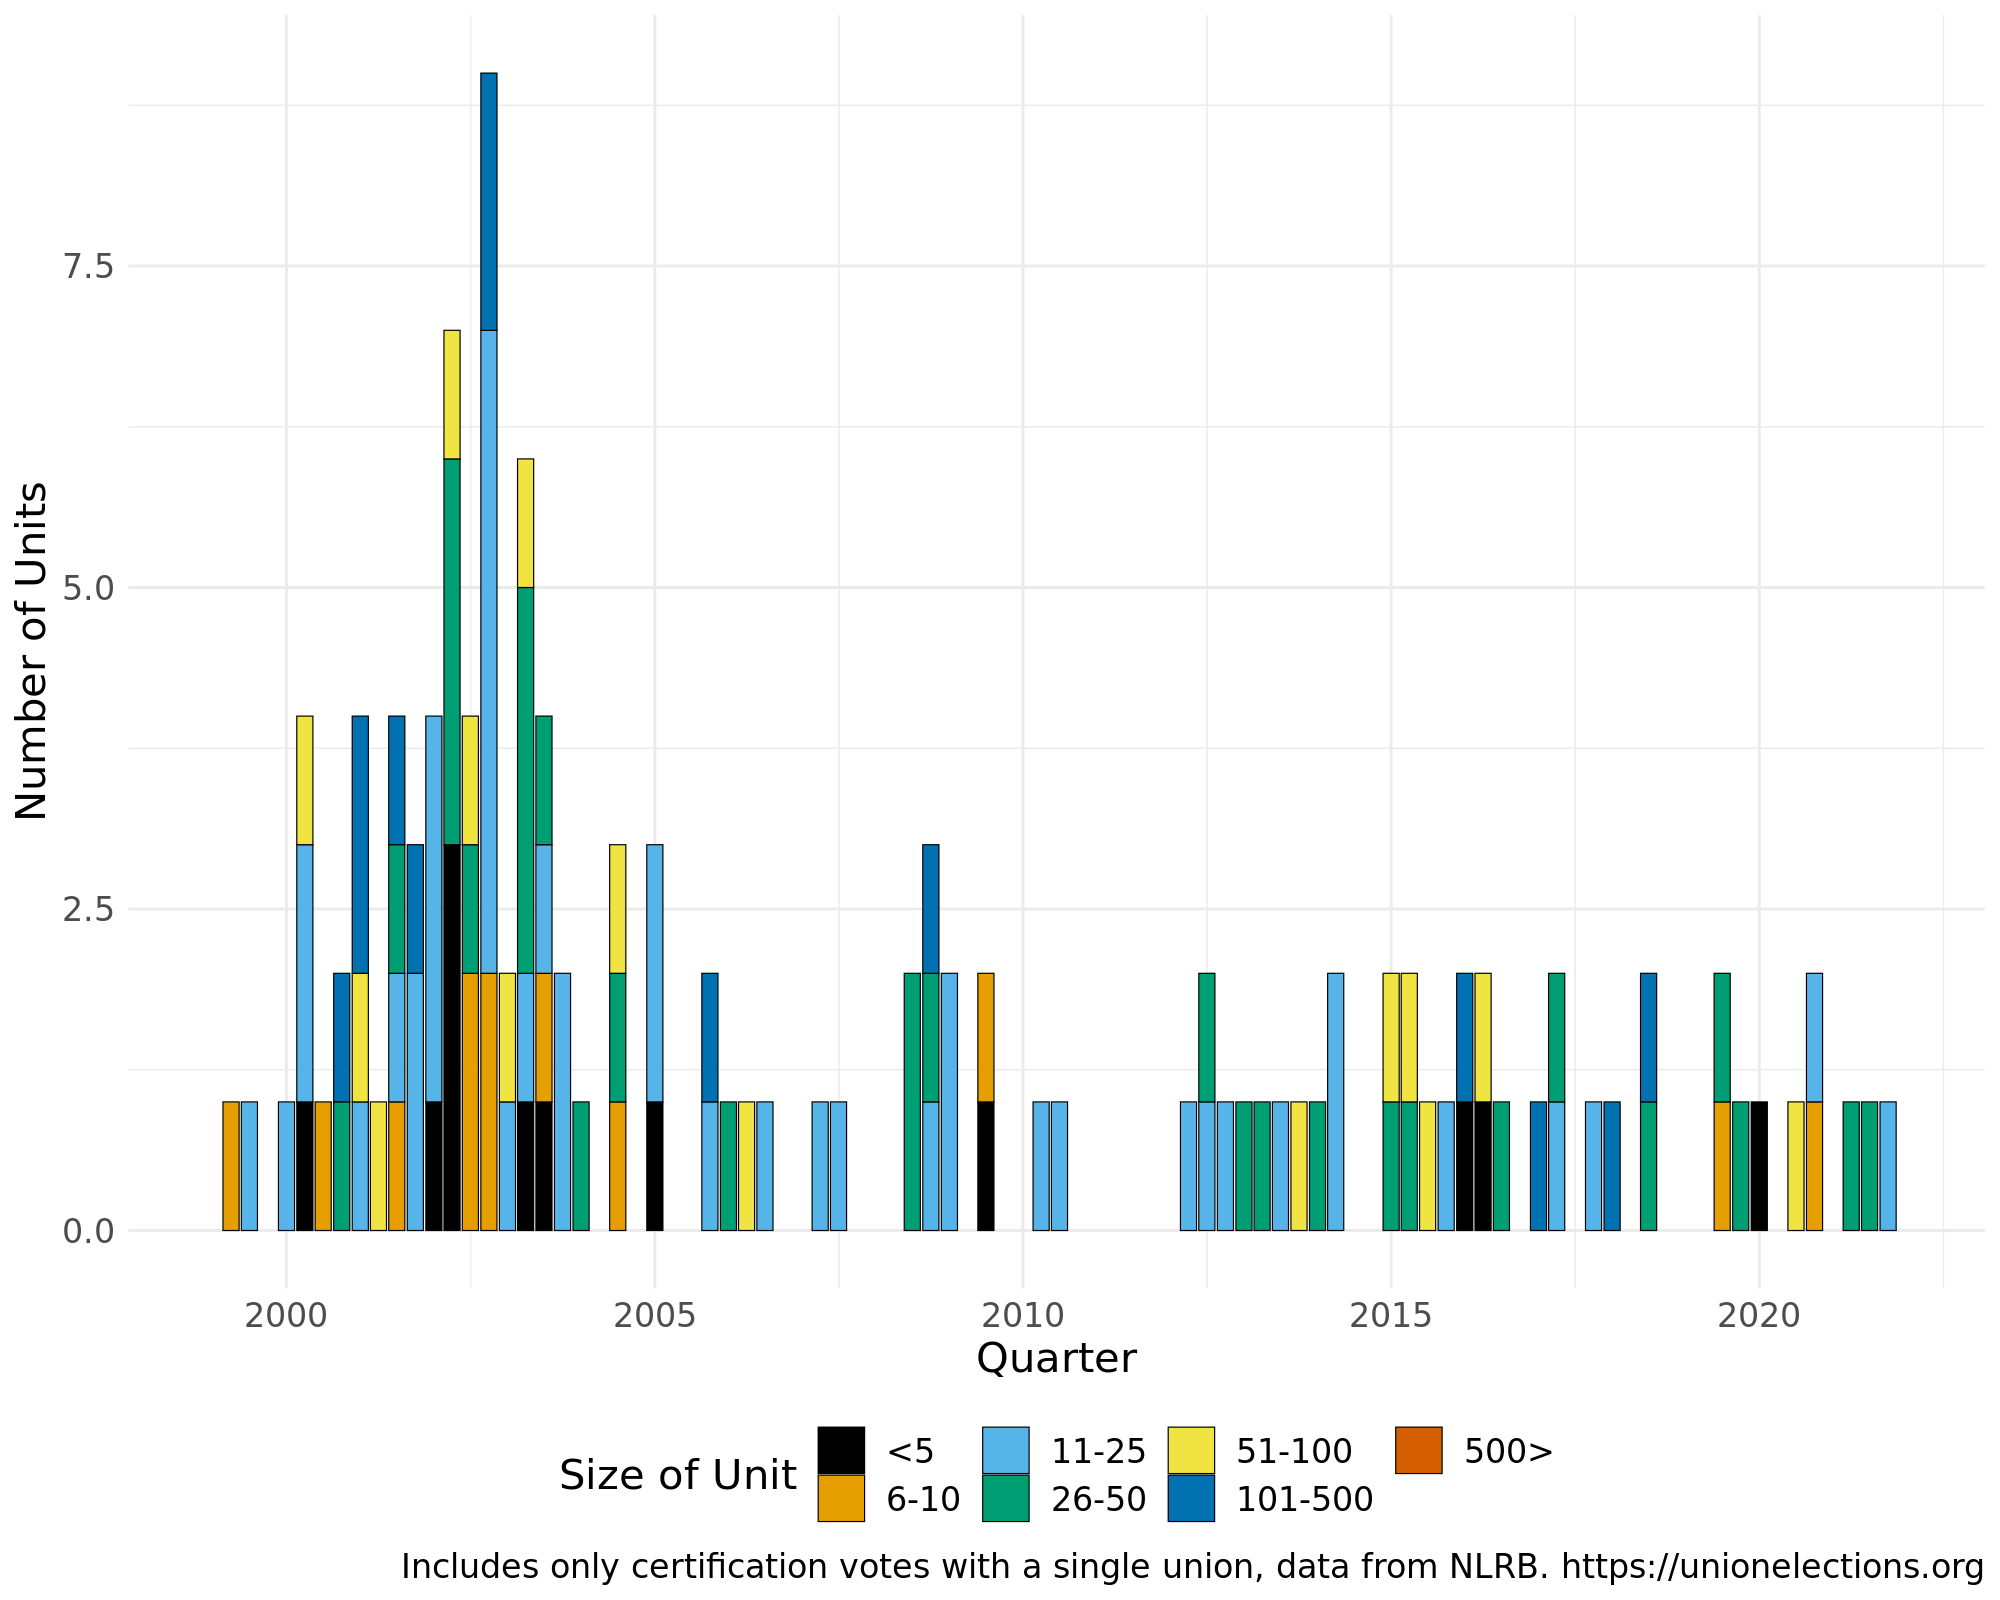 7.5
5.0
2.5
0.0
Number of Units
2000 2005 2010 2015 2020
Quarter
Size of Unit
<5 11-25 51-100 500>
6-10 26-50 101-500
Includes only certification votes with a single union, data from NLRB. https://unionelections.org